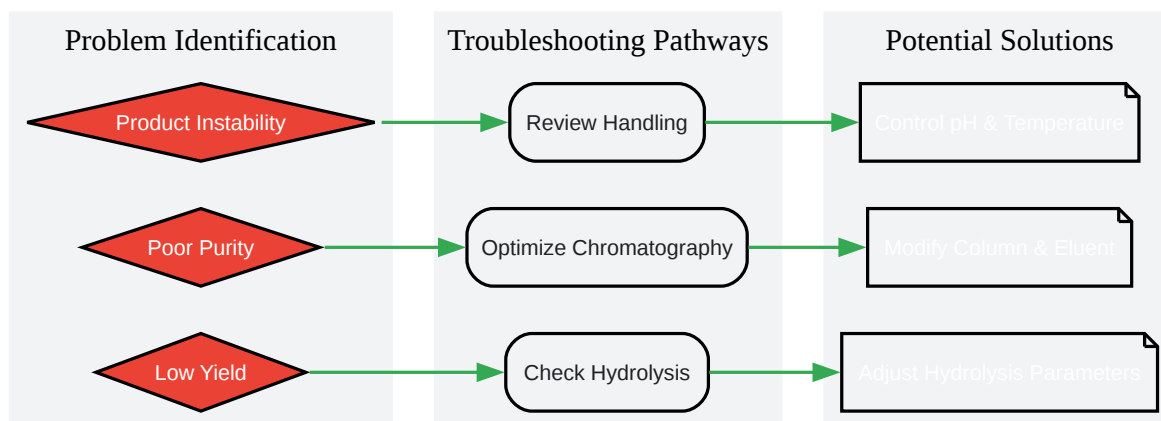 Problem Identification
Troubleshooting Pathways
Potential Solutions
Product Instability
Review Handling
Control pH & Temperature
Poor Purity
Optimize Chromatography
Modify Column & Eluent
Low Yield
Check Hydrolysis
Adjust Hydrolysis Parameters